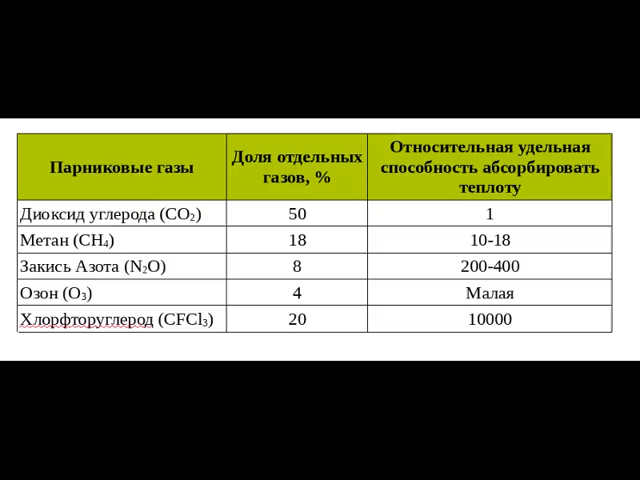 Парниковые газы | Доля отдельных газов, % | Относительная удельная способность абсорбировать теплоту
Диоксид углерода (CO₂) | 50 | 1
Метан (CH₄) | 18 | 10-18
Закись Азота (N₂O) | 8 | 200-400
Озон (O₃) | 4 | Малая
Хлорфторуглерод (CFCl₃) | 20 | 10000